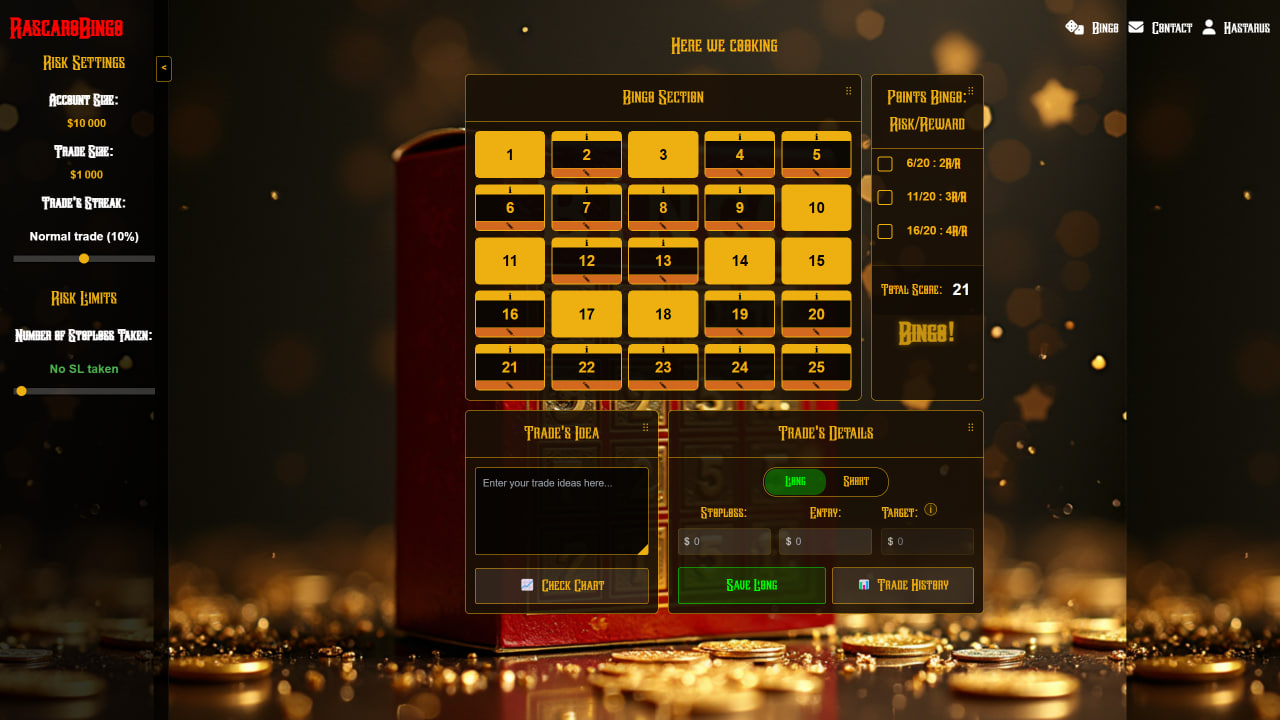 RascarsBingo
Bingo
Contact
Hastarus
Risk Settings
<
Account Size:
$10 000
Trade Size:
$1 000
Trade's Streak:
Normal trade (10%)
Risk Limits
Number of Stoploss Taken:
No SL taken
Here we cooking
Bingo Section
1 2 3 4 5
6 7 8 9 10
11 12 13 14 15
16 17 18 19 20
21 22 23 24 25
Points Bingo:
Risk/Reward
6/20 : 2R/R
11/20 : 3R/R
16/20 : 4R/R
Total Score: 21
Bingo!
Trade's Idea
Enter your trade ideas here...
Check Chart
Trade's Details
Long Short
Stoploss: Entry: Target:
$ 0 $ 0 $ 0
Save Long
Trade History